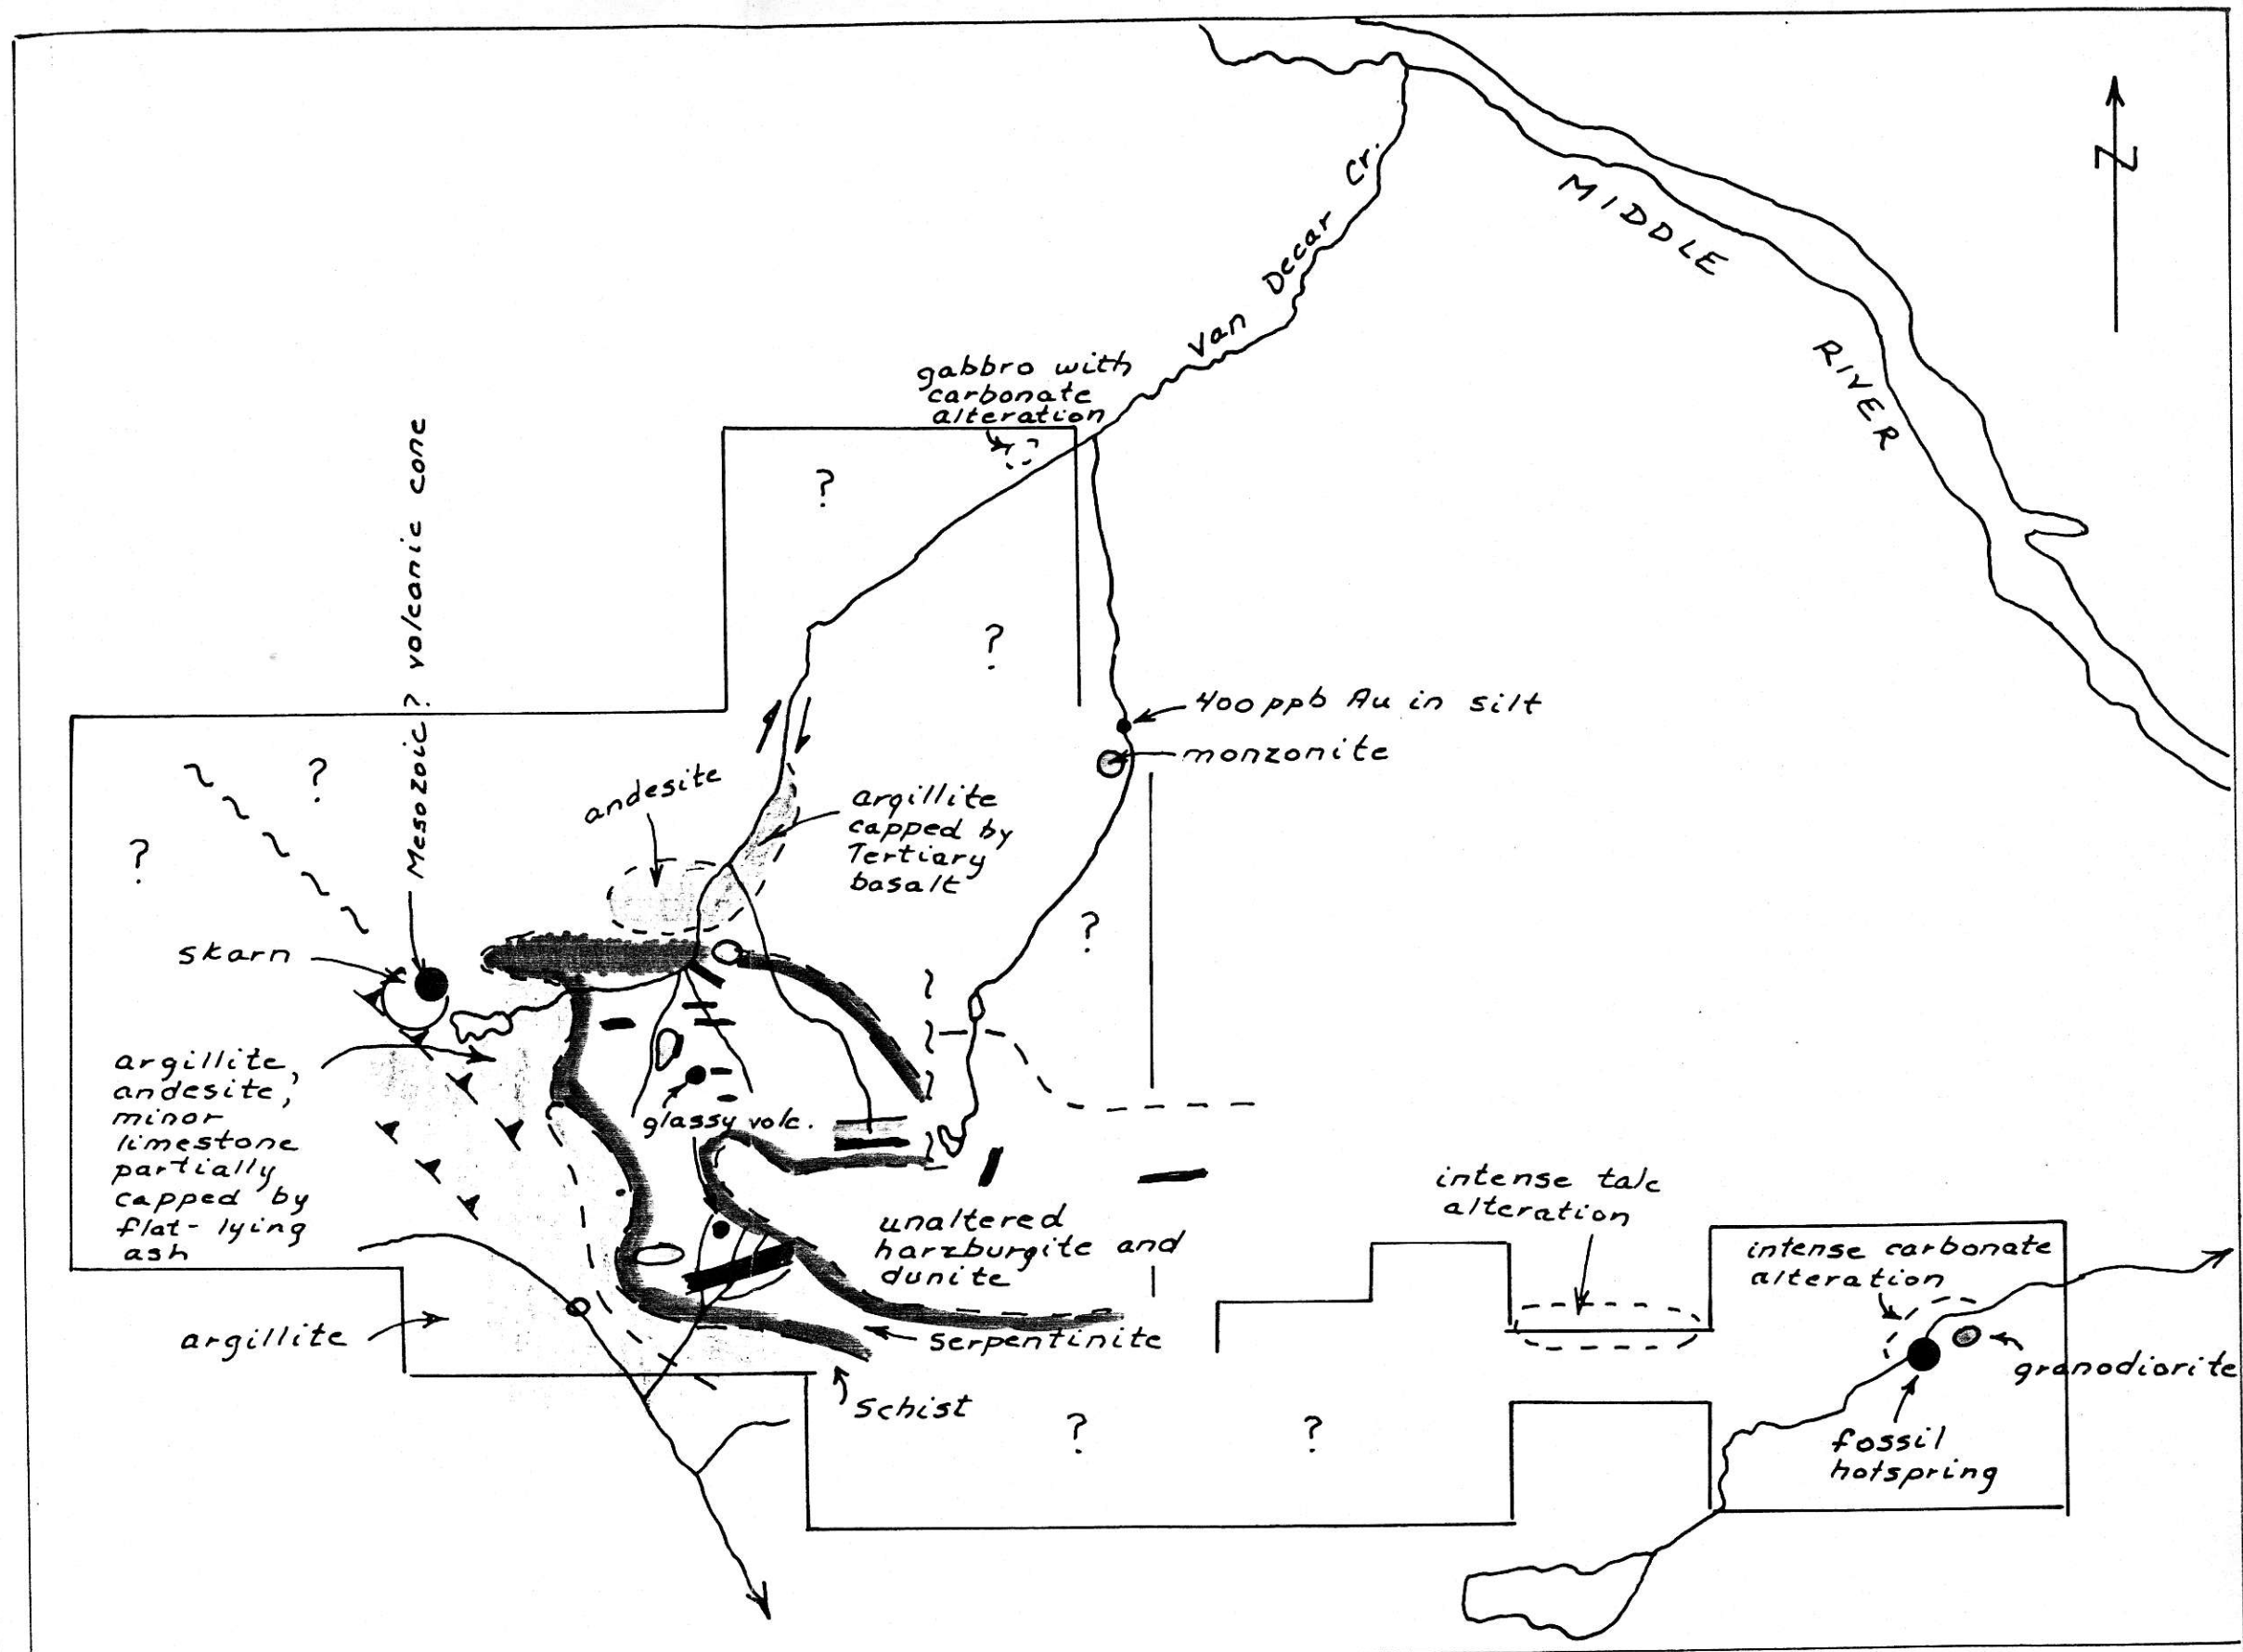 N
Van Decar Cr.
MIDDLE
RIVER
gabbro with
carbonate
alteration
?
Mesozoic? volcanic cone
?
400 ppb Au in silt
monzonite
?
andesite
argillite
capped by
Tertiary
basalt
?
?
skarn
argillite,
andesite,
minor
limestone
partially
capped by
flat-lying
ash
glassy volc.
intense talc
alteration
unaltered
harzburgite and
dunite
intense carbonate
alteration
argillite
serpentinite
granodiorite
schist
?
?
fossil
hotspring